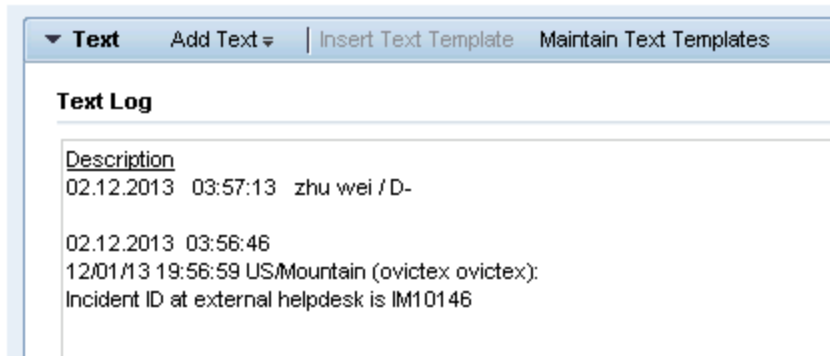 Text Add Text Insert Text Template Maintain Text Templates
Text Log
Description
02.12.2013 03:57:13 zhu wei / D-
02.12.2013 03:56:46
12/01/13 19:56:59 US/Mountain (ovictex ovictex):
Incident ID at external helpdesk is IM10146